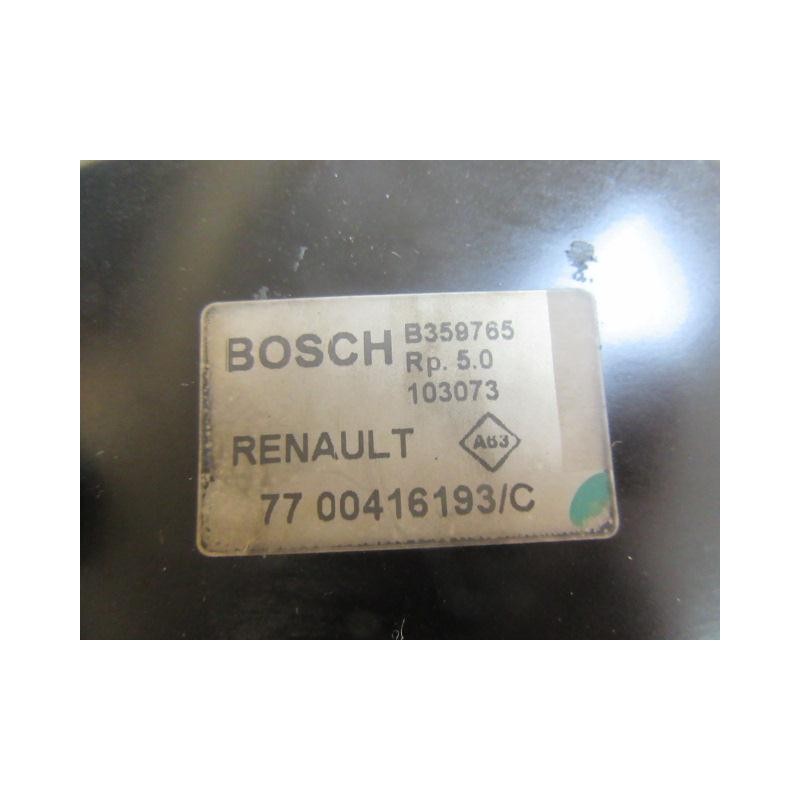 BOSCH B359765
Rp. 5.0
103073
RENAULT A63
77 00416193/C